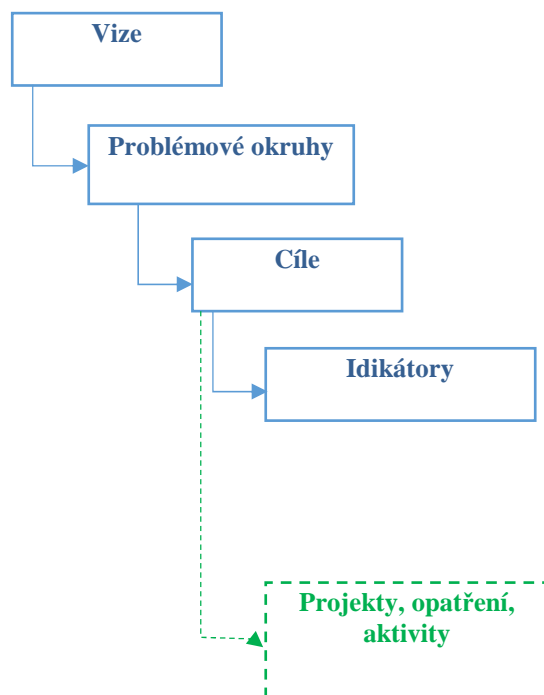 Vize
Problémové okruhy
Cíle
Idikátory
Projekty, opatření,
aktivity